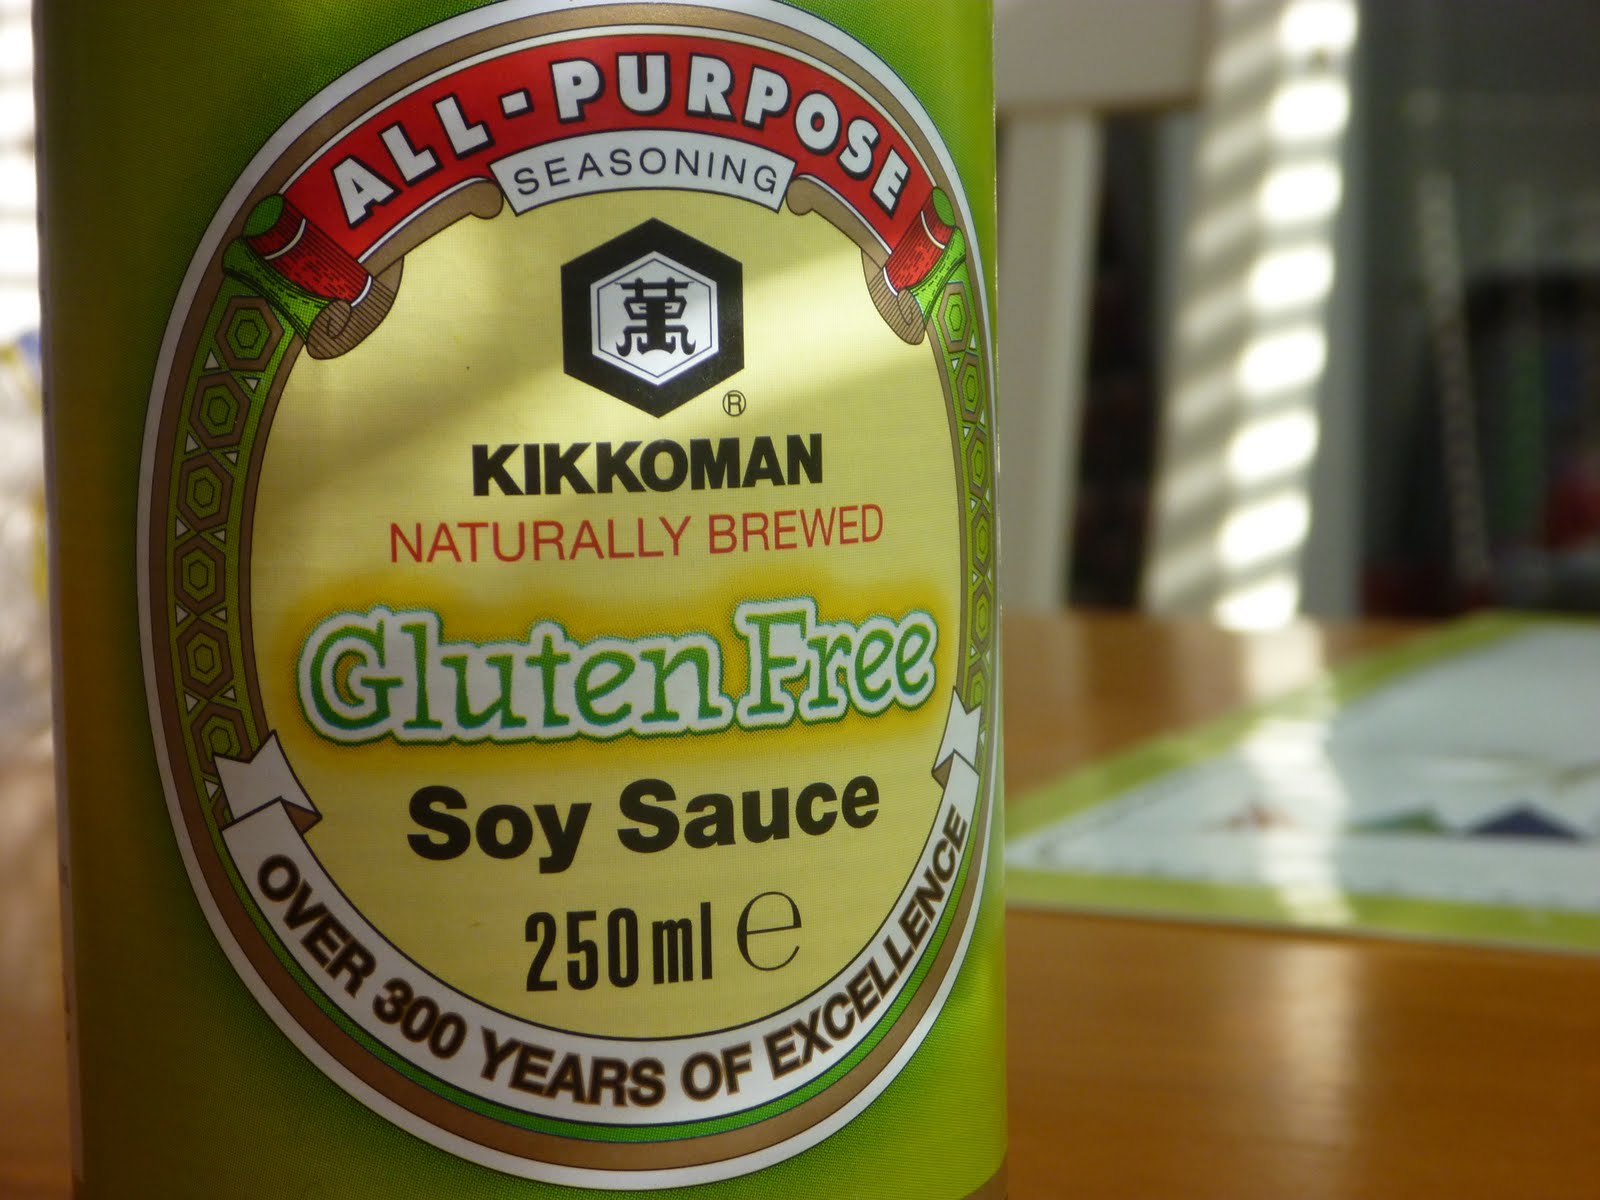 ALL-PURPOSE
SEASONING
萬
®
KIKKOMAN
NATURALLY BREWED
Gluten Free
Soy Sauce
250ml ℮
OVER 300 YEARS OF EXCELLENCE